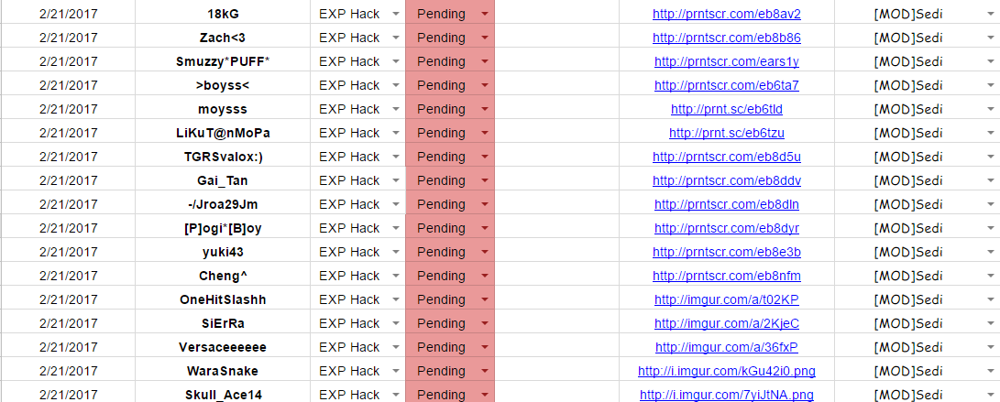 2/21/2017 18kG EXP Hack Pending http://prntscr.com/eb8av2 [MOD]Sedi
2/21/2017 Zach<3 EXP Hack Pending http://prntscr.com/eb8b86 [MOD]Sedi
2/21/2017 Smuzzy*PUFF* EXP Hack Pending http://prntscr.com/ears1y [MOD]Sedi
2/21/2017 >boyss< EXP Hack Pending http://prntscr.com/eb6ta7 [MOD]Sedi
2/21/2017 moysss EXP Hack Pending http://prnt.sc/eb6tld [MOD]Sedi
2/21/2017 LiKuT@nMoPa EXP Hack Pending http://prnt.sc/eb6tzu [MOD]Sedi
2/21/2017 TGRSvalox:) EXP Hack Pending http://prntscr.com/eb8d5u [MOD]Sedi
2/21/2017 Gai_Tan EXP Hack Pending http://prntscr.com/eb8ddv [MOD]Sedi
2/21/2017 -/Jroa29Jm EXP Hack Pending http://prntscr.com/eb8dln [MOD]Sedi
2/21/2017 [P]ogi*[B]oy EXP Hack Pending http://prntscr.com/eb8dyr [MOD]Sedi
2/21/2017 yuki43 EXP Hack Pending http://prntscr.com/eb8e3b [MOD]Sedi
2/21/2017 Cheng^ EXP Hack Pending http://prntscr.com/eb8nfm [MOD]Sedi
2/21/2017 OneHitSlashh EXP Hack Pending http://imgur.com/a/t02KP [MOD]Sedi
2/21/2017 SiErRa EXP Hack Pending http://imgur.com/a/2KjeC [MOD]Sedi
2/21/2017 Versaceeeeee EXP Hack Pending http://imgur.com/a/36fxP [MOD]Sedi
2/21/2017 WaraSnake EXP Hack Pending http://i.imgur.com/kGu42i0.png [MOD]Sedi
2/21/2017 Skull_Ace14 EXP Hack Pending http://i.imgur.com/7yiJtNA.png [MOD]Sedi